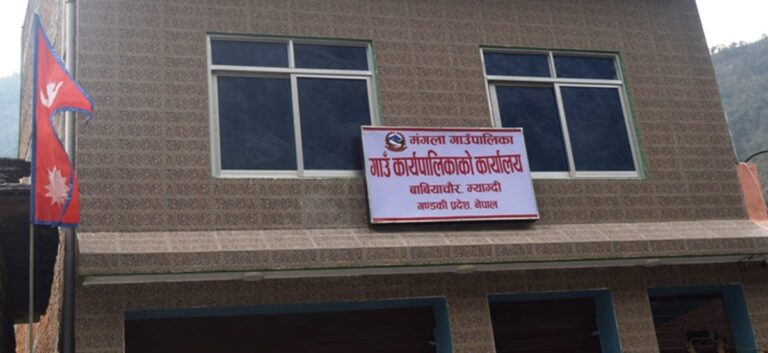 मंगला गाउँपालिका
गाउँ कार्यपालिकाको कार्यालय
बाबियाचौर, म्याग्दी
गण्डकी प्रदेश, नेपाल